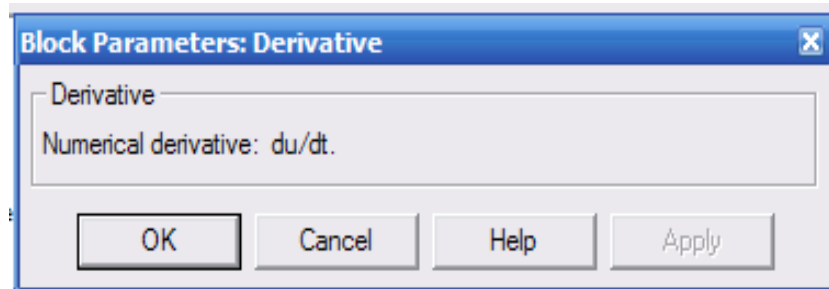 Block Parameters: Derivative
Derivative
Numerical derivative: du/dt.
OK Cancel Help Apply